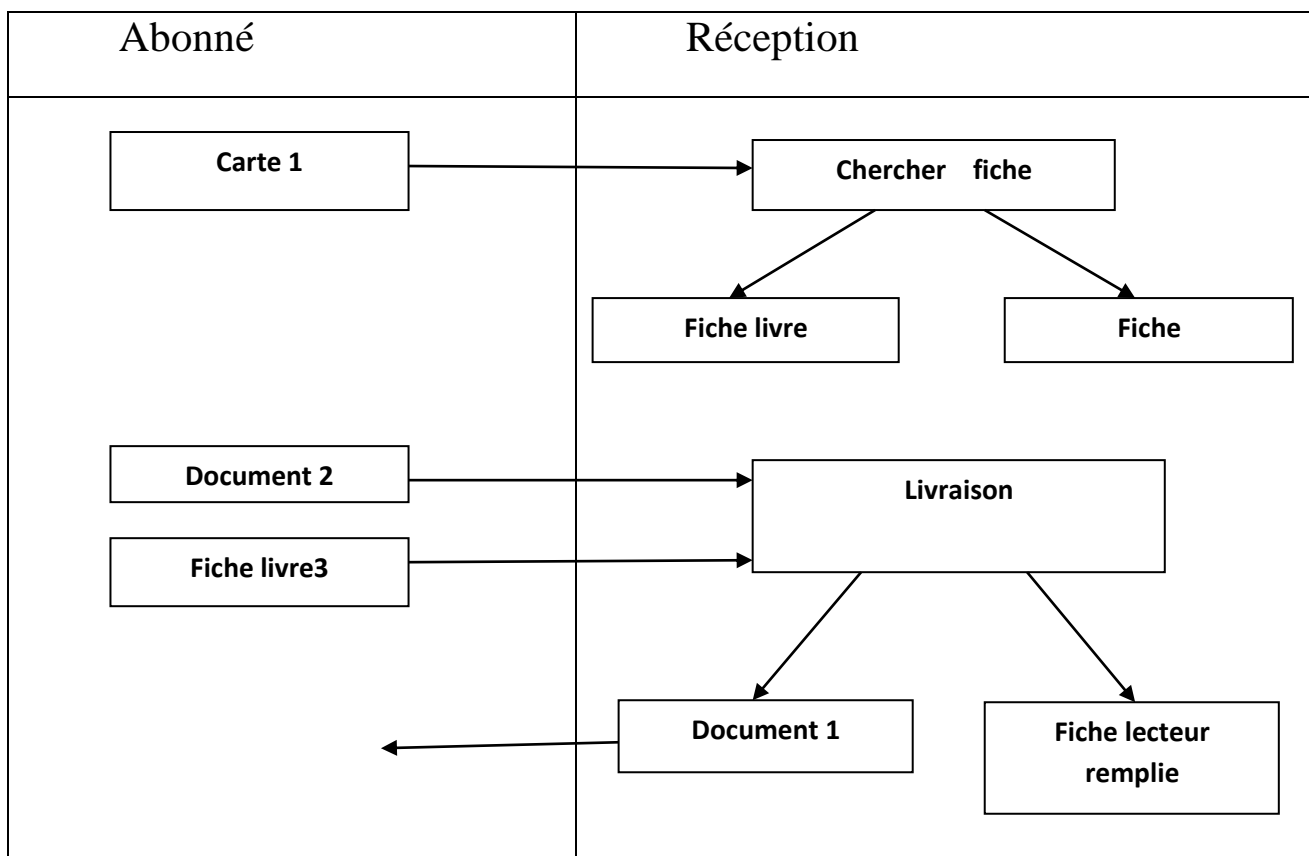 Abonné
Réception
Carte 1
Chercher fiche
Fiche livre
Fiche
Document 2
Livraison
Fiche livre3
Document 1
Fiche lecteur
remplie